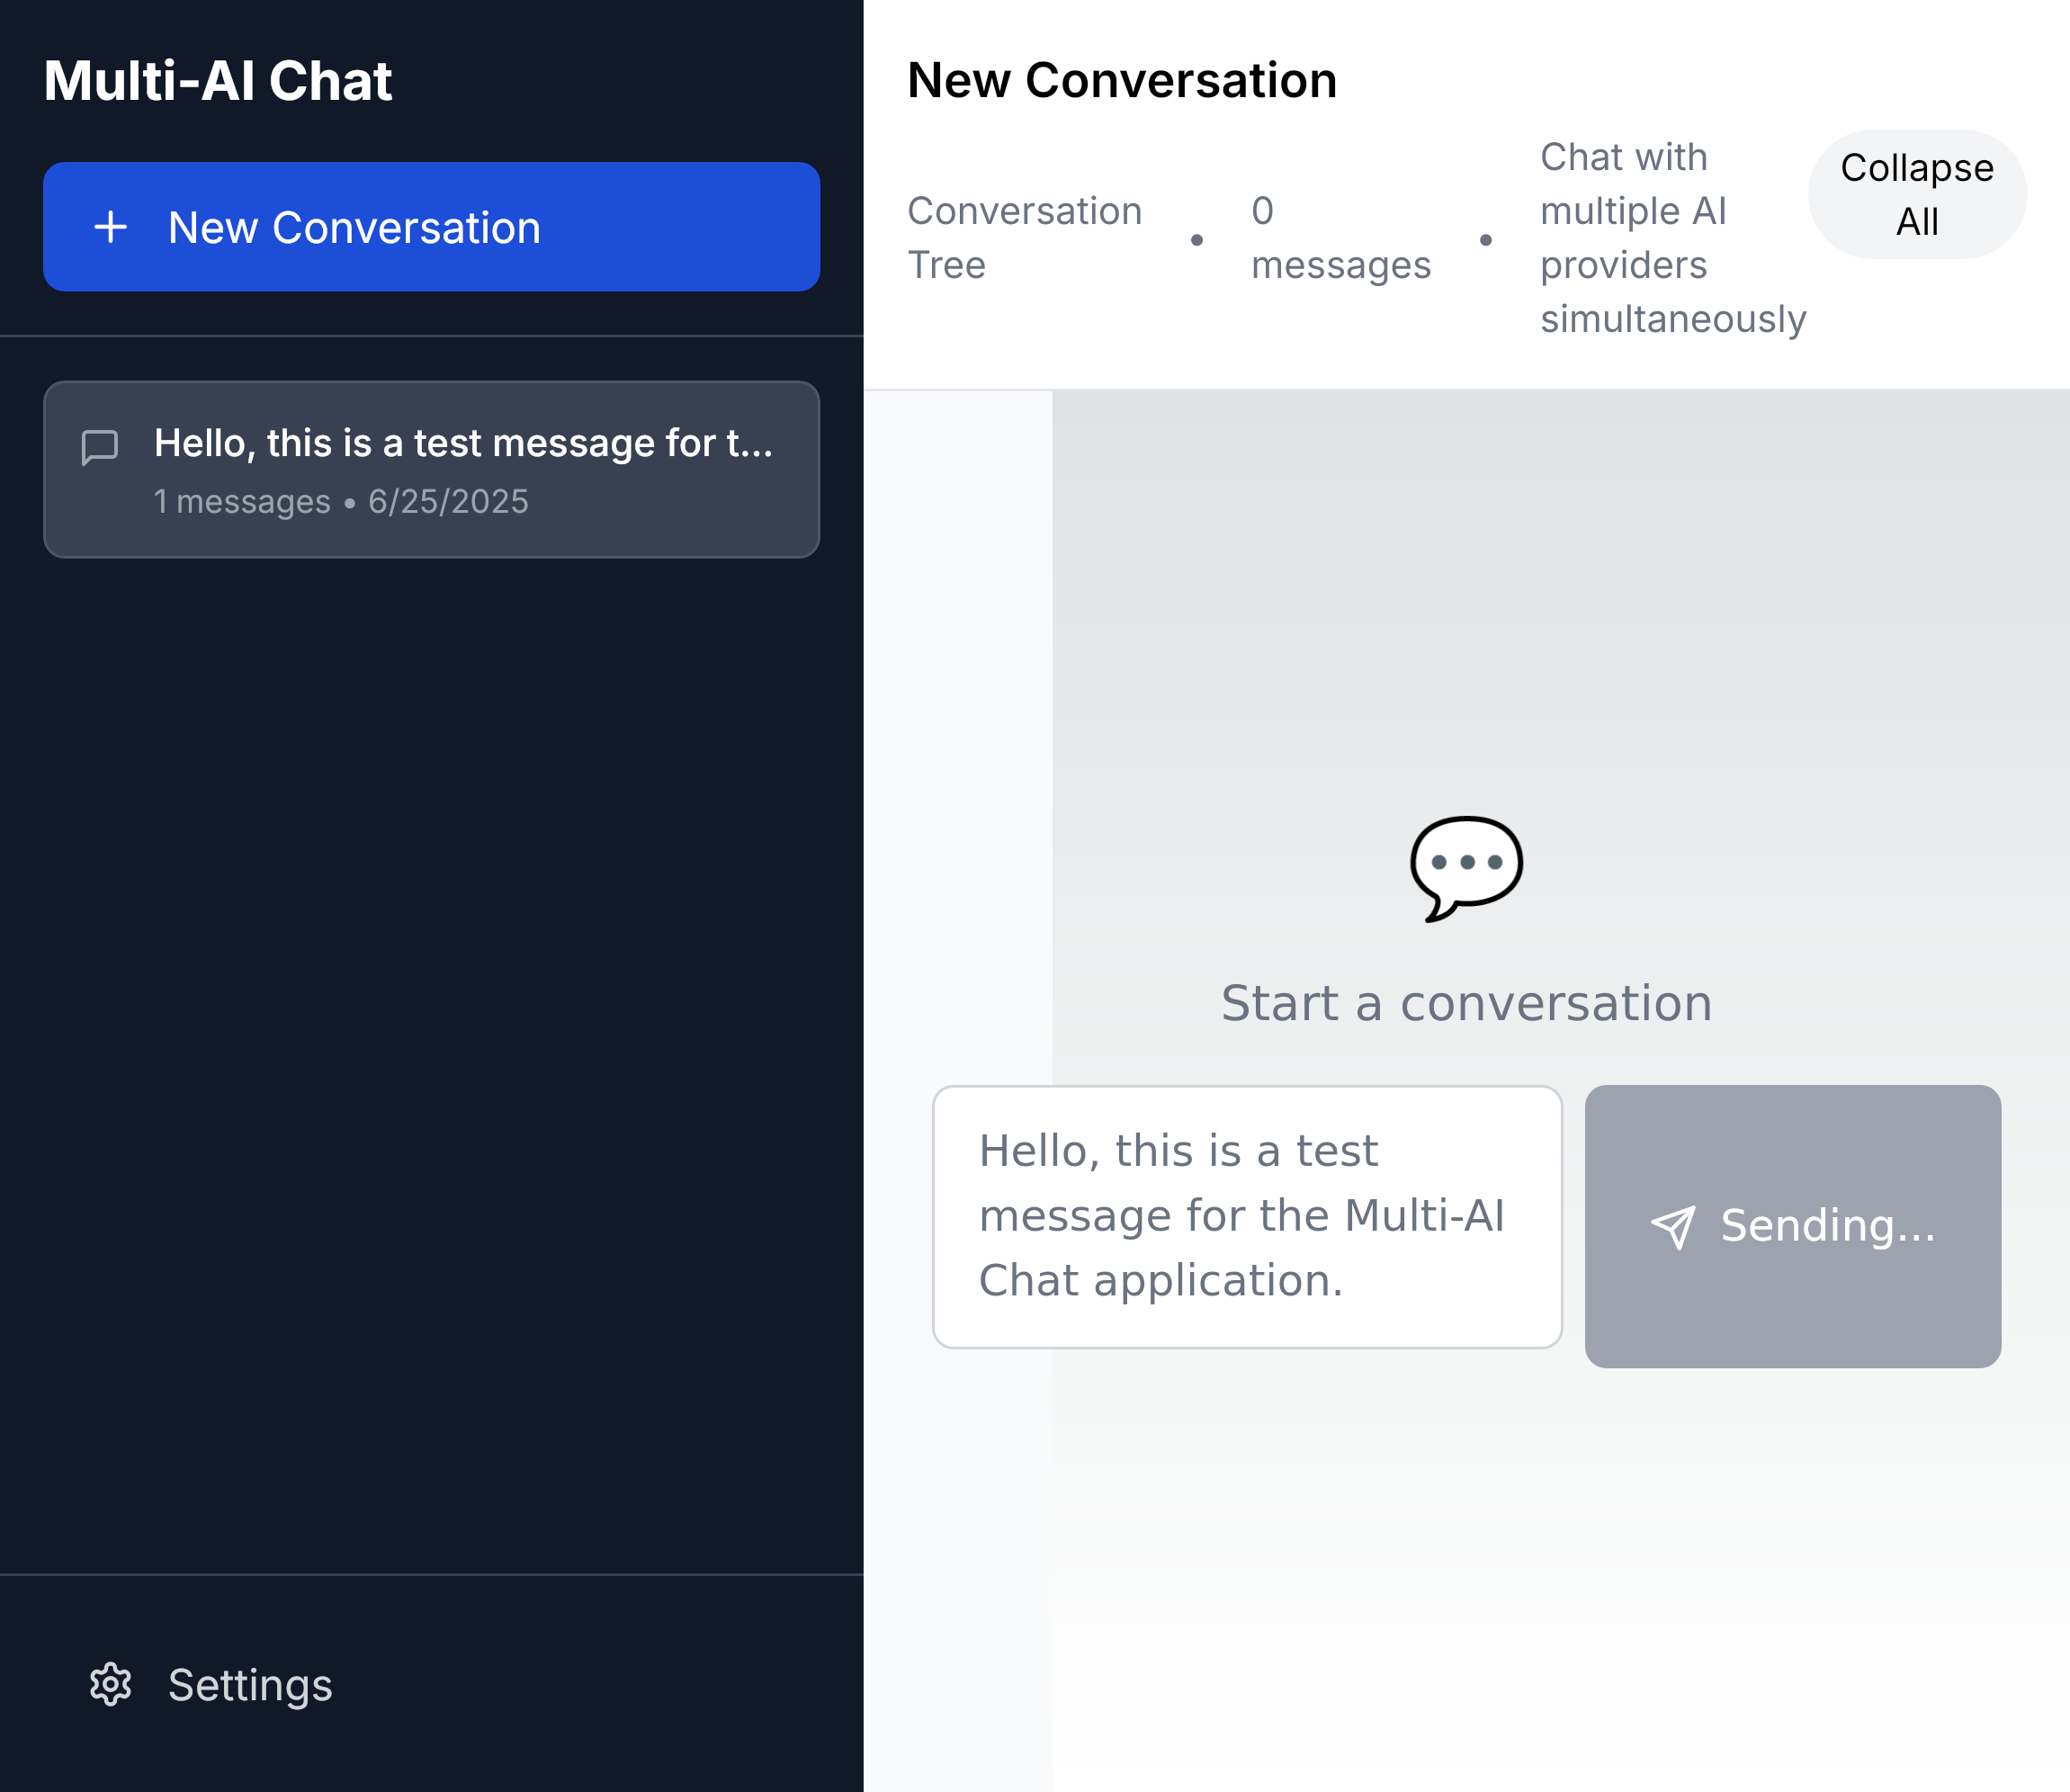 Multi-AI Chat
New Conversation
Hello, this is a test message for t...
1 messages • 6/25/2025
Settings
New Conversation
Conversation
Tree
•
0
messages
•
Chat with
multiple AI
providers
simultaneously
Collapse
All
Start a conversation
Hello, this is a test
message for the Multi-AI
Chat application.
Sending...